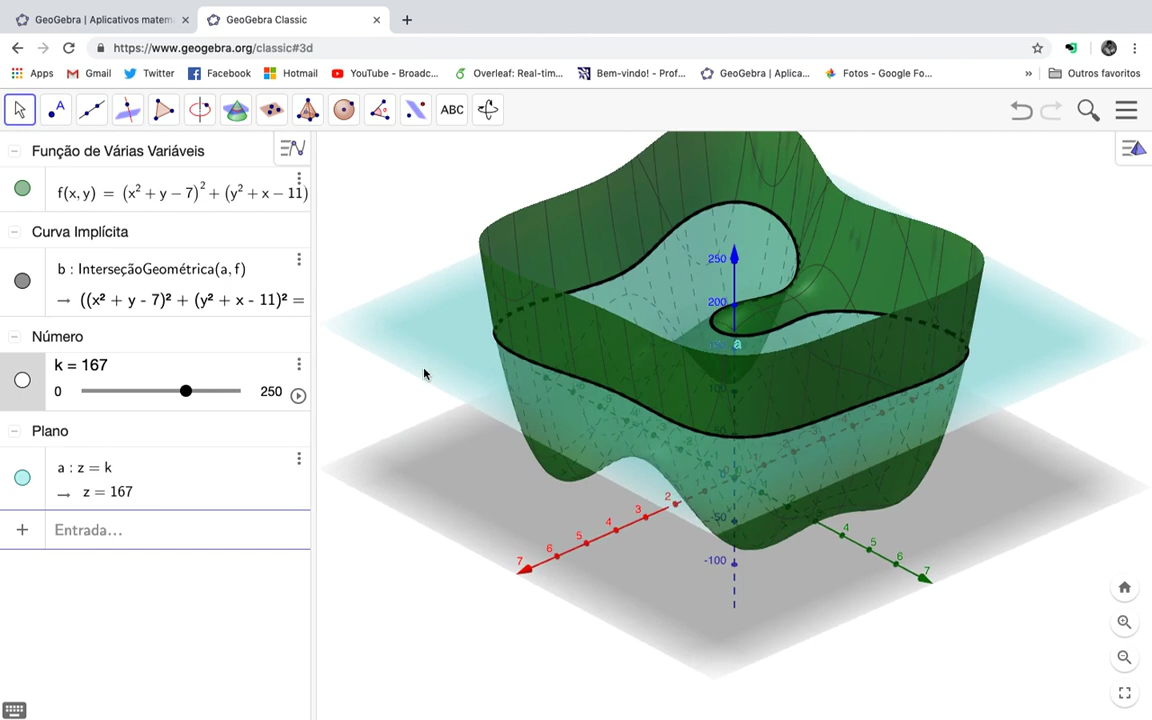 GeoGebra | Aplicativos matem
GeoGebra Classic
https://www.geogebra.org/classic#3d
Apps Gmail Twitter Facebook Hotmail YouTube - Broadc... Overleaf: Real-tim... Bem-vindo! - Prof... GeoGebra | Aplica... Fotos - Google Fo... » Outros favoritos
A
ABC
Função de Várias Variáveis
f(x,y) = (x² + y − 7)² + (y² + x − 11)
Curva Implícita
b : InterseçãoGeométrica(a, f)
→ ((x² + y - 7)² + (y² + x - 11)² =
Número
k = 167
0 250
Plano
a : z = k
→ z = 167
+ Entrada…
250
200
a
100
50
0
-50
-100
2
3
4
5
6
7
4
5
6
7